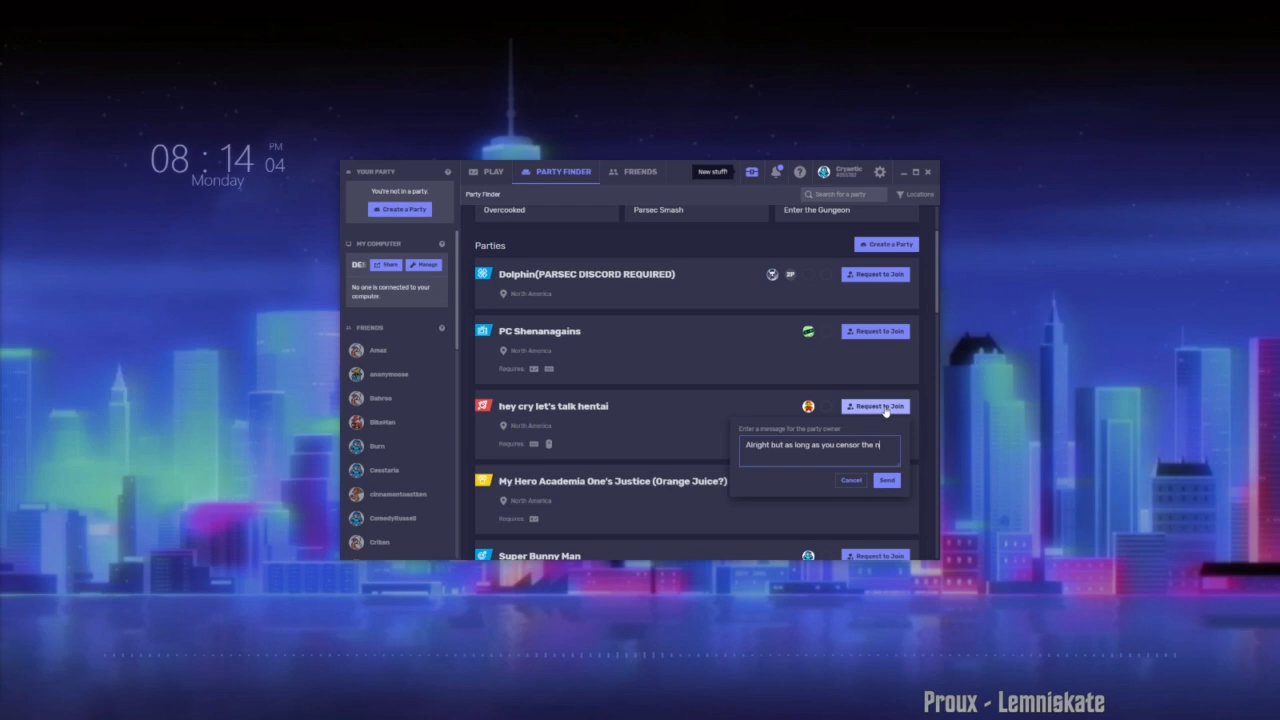 08 : 14
PM
04
Monday
YOUR PARTY
You're not in a party.
Create a Party
MY COMPUTER
Share
Manage
No one is connected to your
computer.
FRIENDS
Amaz
anonymoose
Bahroo
BikeMan
Burn
cinnamontoastken
ComedyRussell
PLAY
PARTY FINDER
FRIENDS
New stuff!
Party Finder
Search for a party
Locations
Overcooked
Parsec Smash
Enter the Gungeon
Parties
Create a Party
Dolphin(PARSEC DISCORD REQUIRED)
2P
Request to Join
North America
PC Shenanagains
Request to Join
North America
Requires
hey cry let's talk hentai
Request to Join
North America
Requires
Enter a message for the party owner
Alright but as long as you censor the n
Cancel
Send
My Hero Academia One's Justice (Orange Juice?)
North America
Requires
Super Bunny Man
Request to Join
Proux - Lemniskate